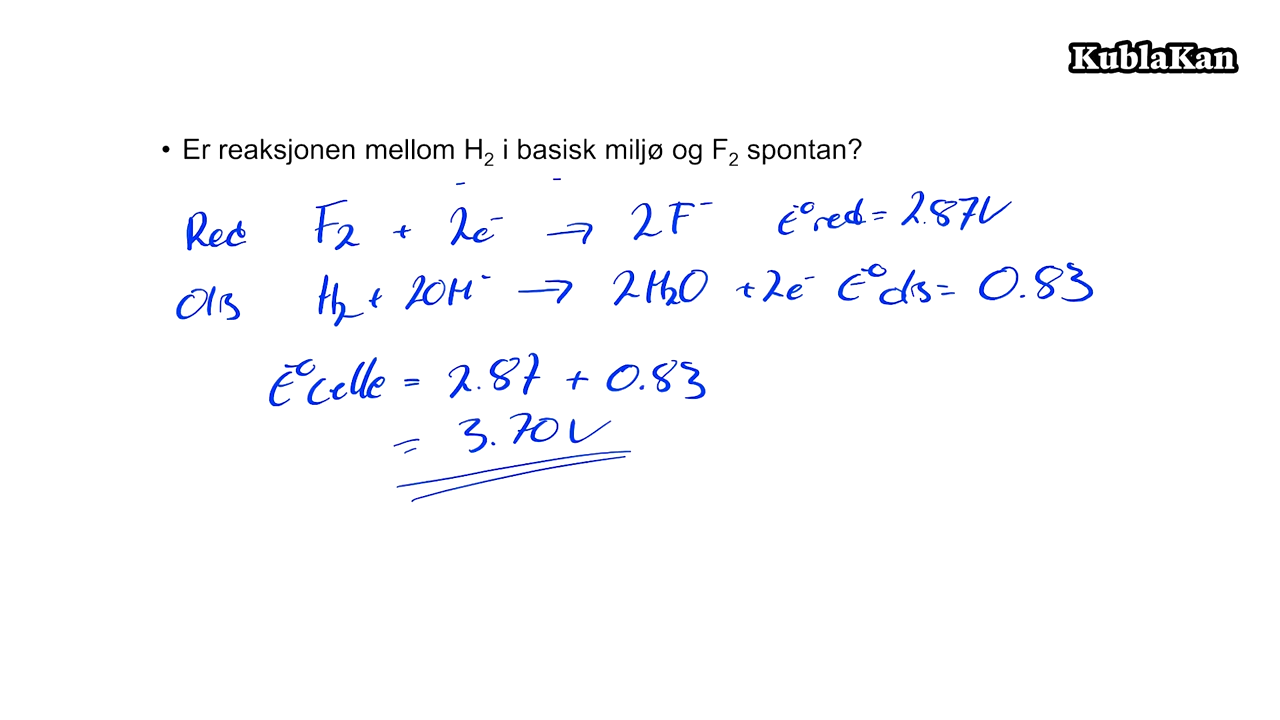 KublaKan
• Er reaksjonen mellom H₂ i basisk miljø og F₂ spontan?
Red F₂ + 2e⁻ → 2F⁻ E°red = 2.87V
Oks H₂ + 2OH⁻ → 2H₂O + 2e⁻ E°oks = 0.83
E°celle = 2.87 + 0.83
= 3.70V